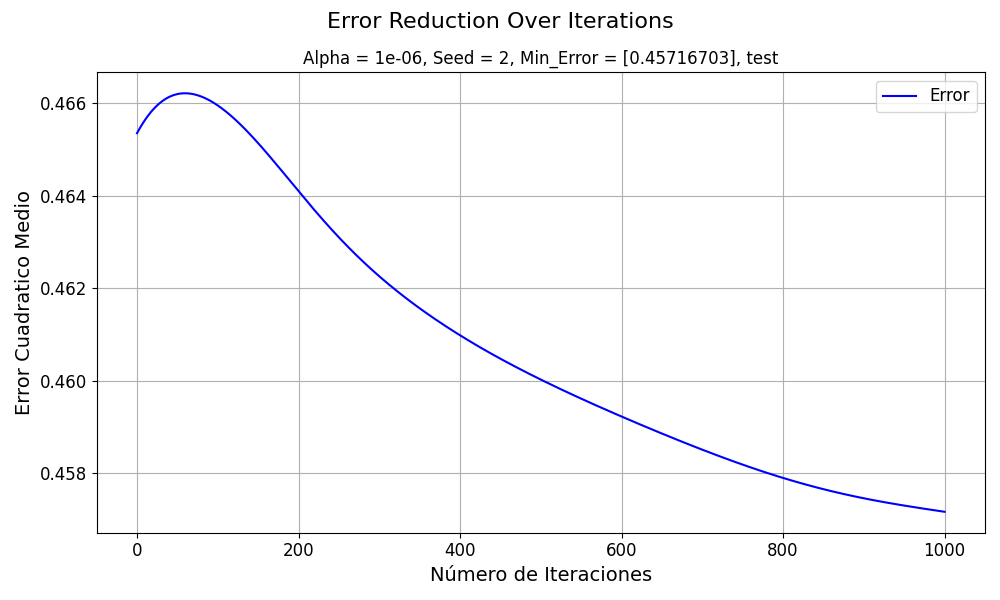 Error Reduction Over Iterations
Alpha = 1e-06, Seed = 2, Min_Error = [0.45716703], test
Error
0.466
0.464
0.462
0.460
0.458
Error Cuadratico Medio
0 200 400 600 800 1000
Número de Iteraciones